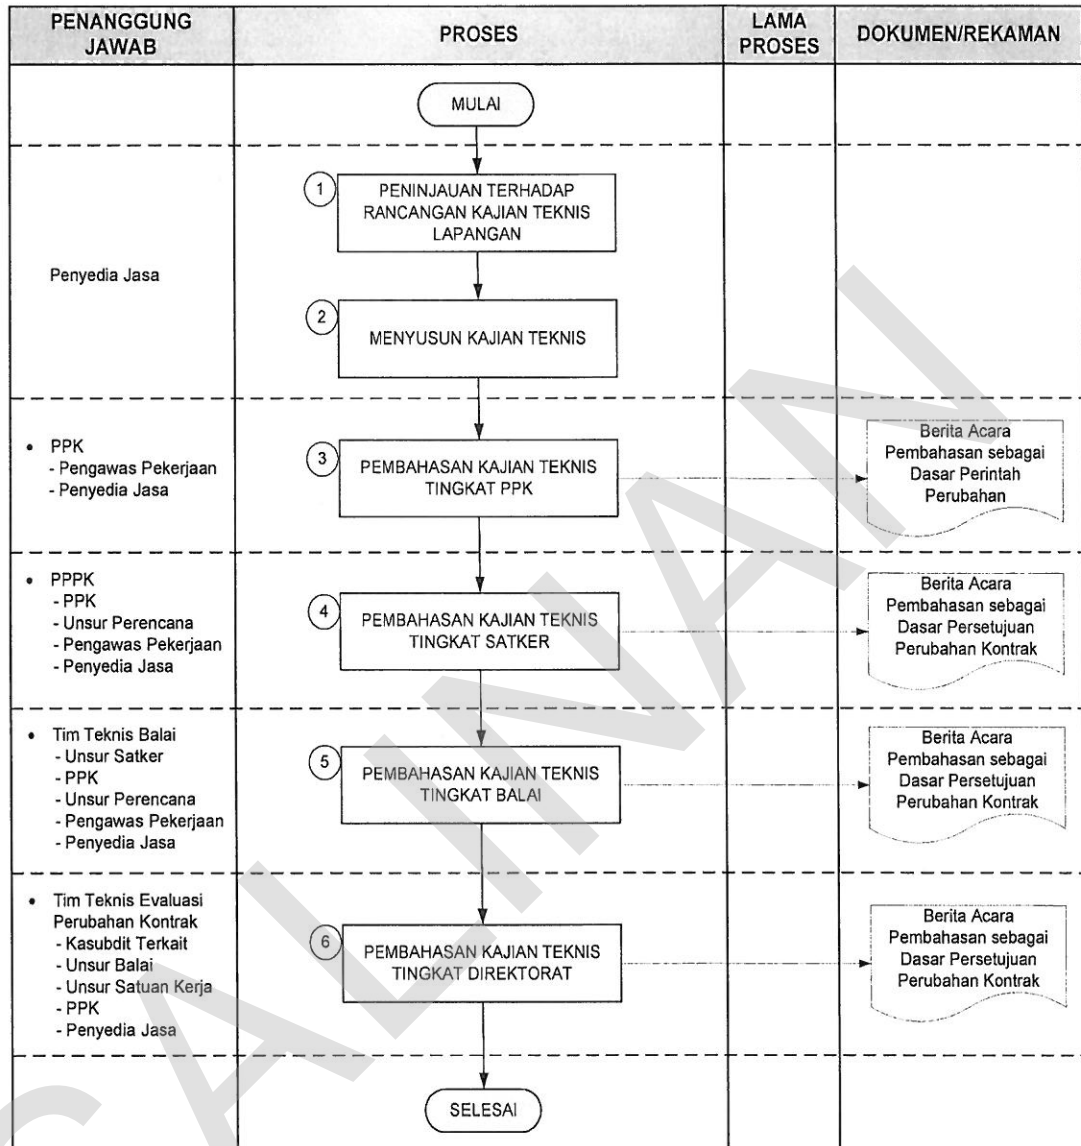 PENANGGUNG
JAWAB
PROSES
LAMA
PROSES
DOKUMEN/REKAMAN
MULAI
Penyedia Jasa
1
PENINJAUAN TERHADAP
RANCANGAN KAJIAN TEKNIS
LAPANGAN
2
MENYUSUN KAJIAN TEKNIS
• PPK
- Pengawas Pekerjaan
- Penyedia Jasa
3
PEMBAHASAN KAJIAN TEKNIS
TINGKAT PPK
Berita Acara
Pembahasan sebagai
Dasar Perintah
Perubahan
• PPPK
- PPK
- Unsur Perencana
- Pengawas Pekerjaan
- Penyedia Jasa
4
PEMBAHASAN KAJIAN TEKNIS
TINGKAT SATKER
Berita Acara
Pembahasan sebagai
Dasar Persetujuan
Perubahan Kontrak
• Tim Teknis Balai
- Unsur Satker
- PPK
- Unsur Perencana
- Pengawas Pekerjaan
- Penyedia Jasa
5
PEMBAHASAN KAJIAN TEKNIS
TINGKAT BALAI
Berita Acara
Pembahasan sebagai
Dasar Persetujuan
Perubahan Kontrak
• Tim Teknis Evaluasi
Perubahan Kontrak
- Kasubdit Terkait
- Unsur Balai
- Unsur Satuan Kerja
- PPK
- Penyedia Jasa
6
PEMBAHASAN KAJIAN TEKNIS
TINGKAT DIREKTORAT
Berita Acara
Pembahasan sebagai
Dasar Persetujuan
Perubahan Kontrak
SELESAI
SALINAN